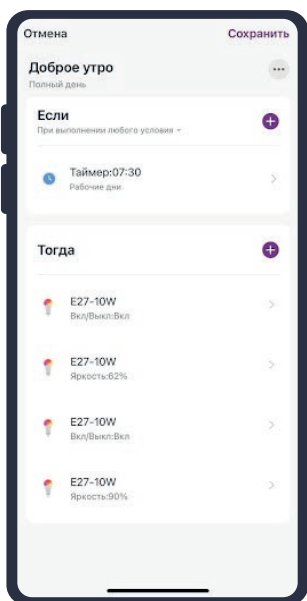 Отмена Сохранить
Доброе утро
Полный день
Если
При выполнении любого условия
Таймер:07:30
Рабочие дни
Тогда
E27-10W
Вкл/Выкл:Вкл
E27-10W
Яркость:62%
E27-10W
Вкл/Выкл:Вкл
E27-10W
Яркость:90%